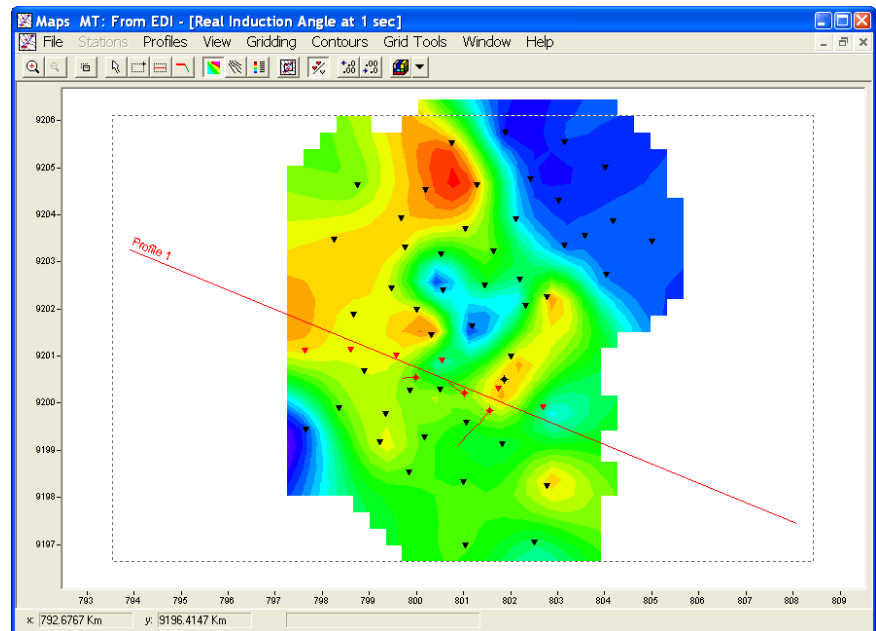 Maps MT: From EDI - [Real Induction Angle at 1 sec]
File Stations Profiles View Gridding Contours Grid Tools Window Help
+.00 +.00
9206
9205
9204
9203
Profile 1
9202
9201
9200
9199
9198
9197
793 794 795 796 797 798 799 800 801 802 803 804 805 806 807 808 809
x: 792.6767 Km y: 9196.4147 Km